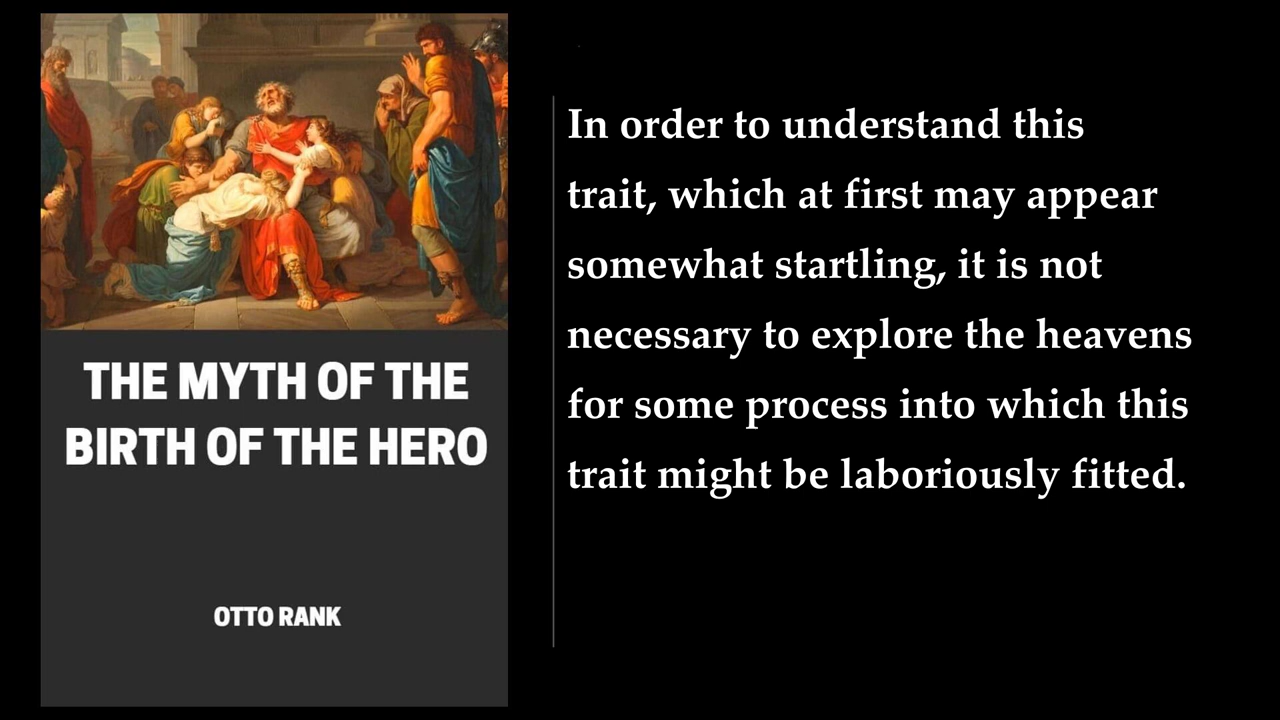 THE MYTH OF THE
BIRTH OF THE HERO
OTTO RANK
In order to understand this
trait, which at first may appear
somewhat startling, it is not
necessary to explore the heavens
for some process into which this
trait might be laboriously fitted.